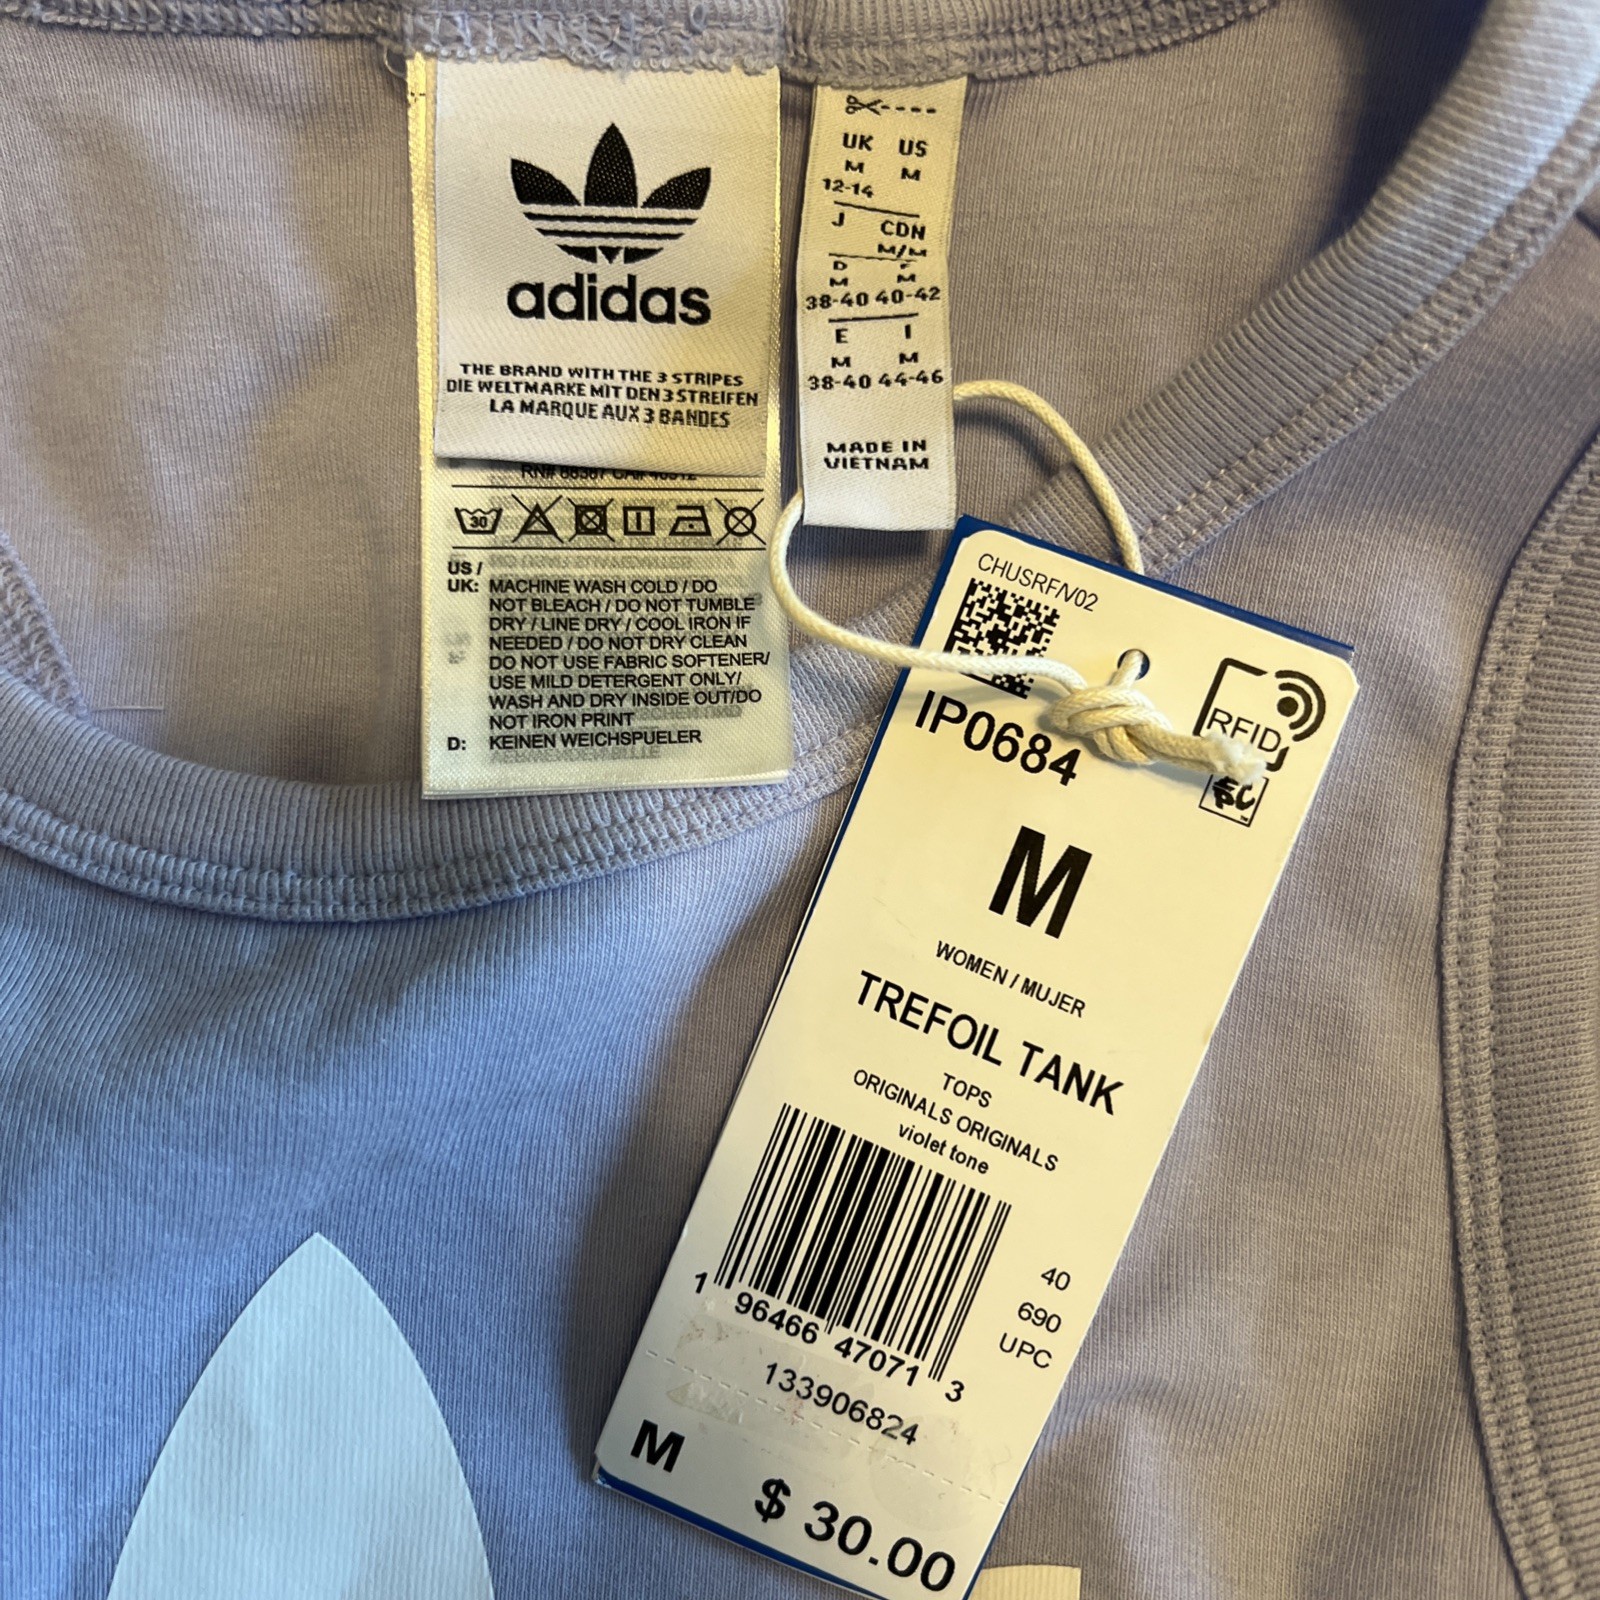 adidas
THE BRAND WITH THE 3 STRIPES
DIE WELTMARKE MIT DEN 3 STREIFEN
LA MARQUE AUX 3 BANDES
30
US /
UK: MACHINE WASH COLD / DO
NOT BLEACH / DO NOT TUMBLE
DRY / LINE DRY / COOL IRON IF
NEEDED / DO NOT DRY CLEAN
DO NOT USE FABRIC SOFTENER/
USE MILD DETERGENT ONLY/
WASH AND DRY INSIDE OUT/DO
NOT IRON PRINT
D: KEINEN WEICHSPUELER
UK US
M M
12-14
J CDN
M/M
D F
M M
38-40 40-42
E I
M M
38-40 44-46
MADE IN
VIETNAM
CHUSRF/V02
IP0684
RFID
M
WOMEN / MUJER
TREFOIL TANK
TOPS
ORIGINALS ORIGINALS
violet tone
40
690
UPC
1 96466 47071 3
133906824
M
$ 30.00